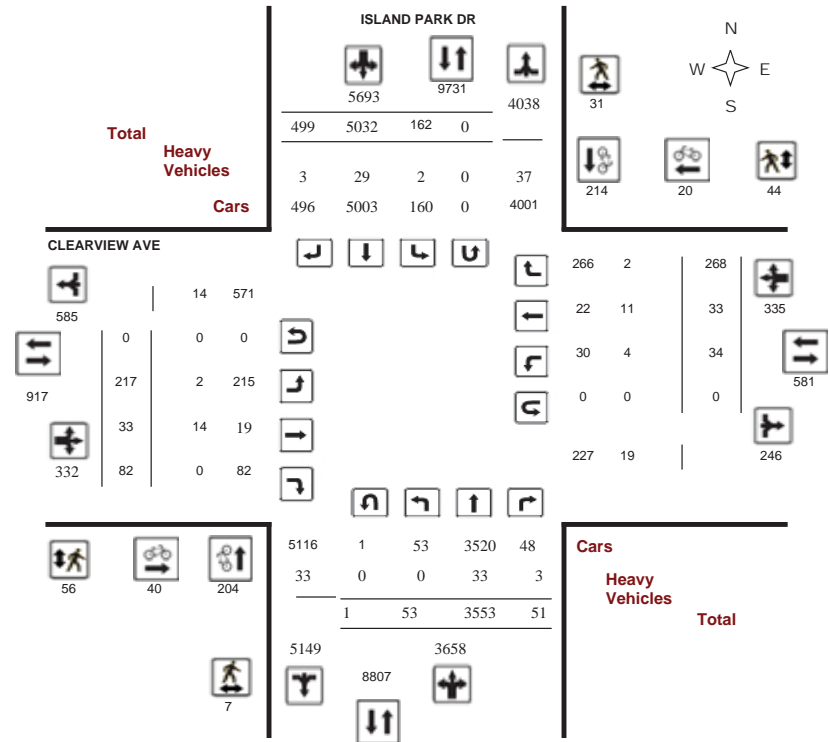 ISLAND PARK DR
N
W E
S
5693 9731 4038
31
Total 499 5032 162 0
Heavy
Vehicles 3 29 2 0 37
Cars 496 5003 160 0 4001
214 20 44
CLEARVIEW AVE
585 14 571
917 0 0 0
217 2 215
33 14 19
332 82 0 82
266 2 268
335
22 11 33
30 4 34
581
0 0 0
227 19 246
5116 1 53 3520 48
33 0 0 33 3
1 53 3553 51
5149 3658
8807
56 40 204
7
Cars
Heavy
Vehicles
Total